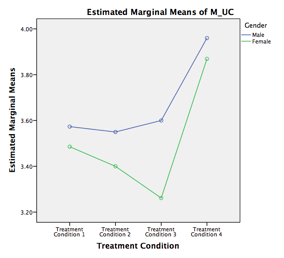 Estimated Marginal Means of M_UC
Gender
Male
Female
Estimated Marginal Means
4.00
3.80
3.60
3.40
3.20
Treatment
Condition 1
Treatment
Condition 2
Treatment
Condition 3
Treatment
Condition 4
Treatment Condition